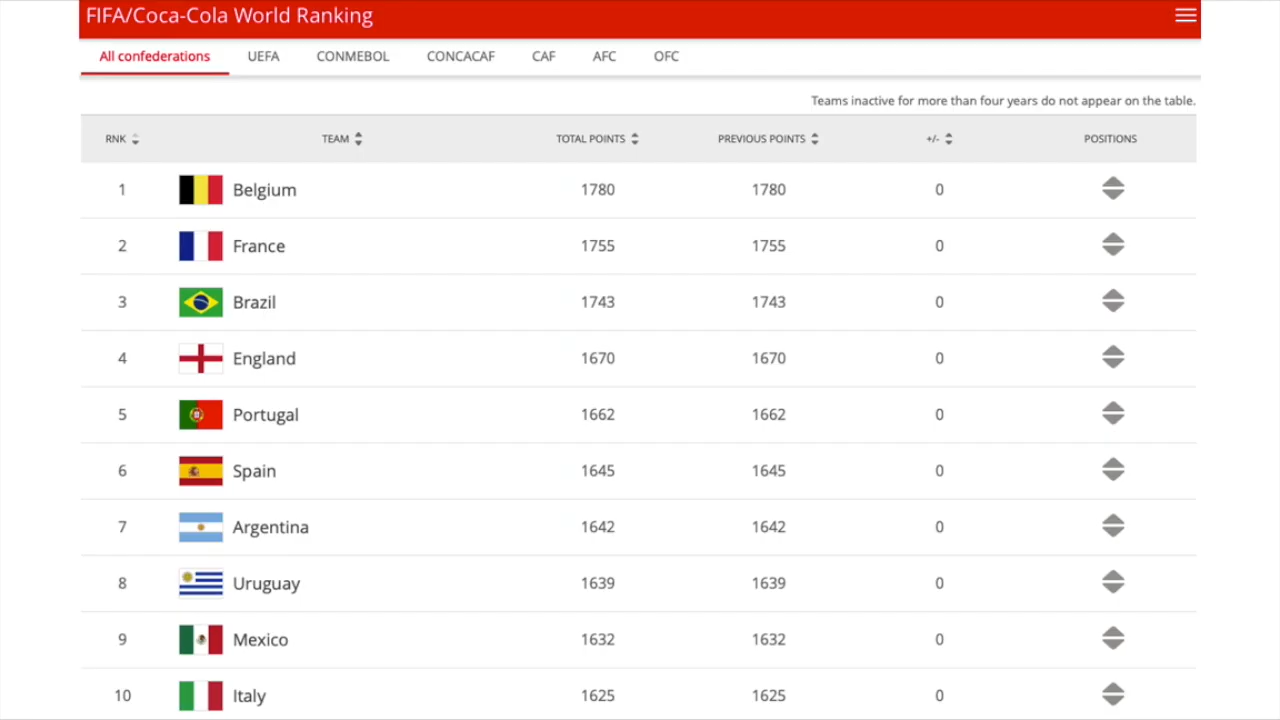 FIFA/Coca-Cola World Ranking
All confederations UEFA CONMEBOL CONCACAF CAF AFC OFC
Teams inactive for more than four years do not appear on the table.
RNK TEAM TOTAL POINTS PREVIOUS POINTS +/- POSITIONS
1 Belgium 1780 1780 0
2 France 1755 1755 0
3 Brazil 1743 1743 0
4 England 1670 1670 0
5 Portugal 1662 1662 0
6 Spain 1645 1645 0
7 Argentina 1642 1642 0
8 Uruguay 1639 1639 0
9 Mexico 1632 1632 0
10 Italy 1625 1625 0